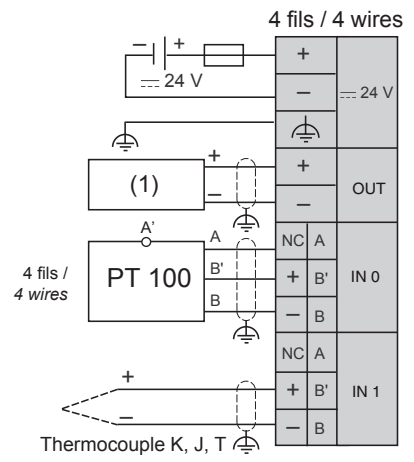 4 fils / 4 wires
− + +
24 V
− 24 V
+ +
(1) OUT
− −
A'
A NC A
4 fils / 4 wires
PT 100
B' + B' IN 0
B − B
NC A
+ + B' IN 1
− − B
Thermocouple K, J, T